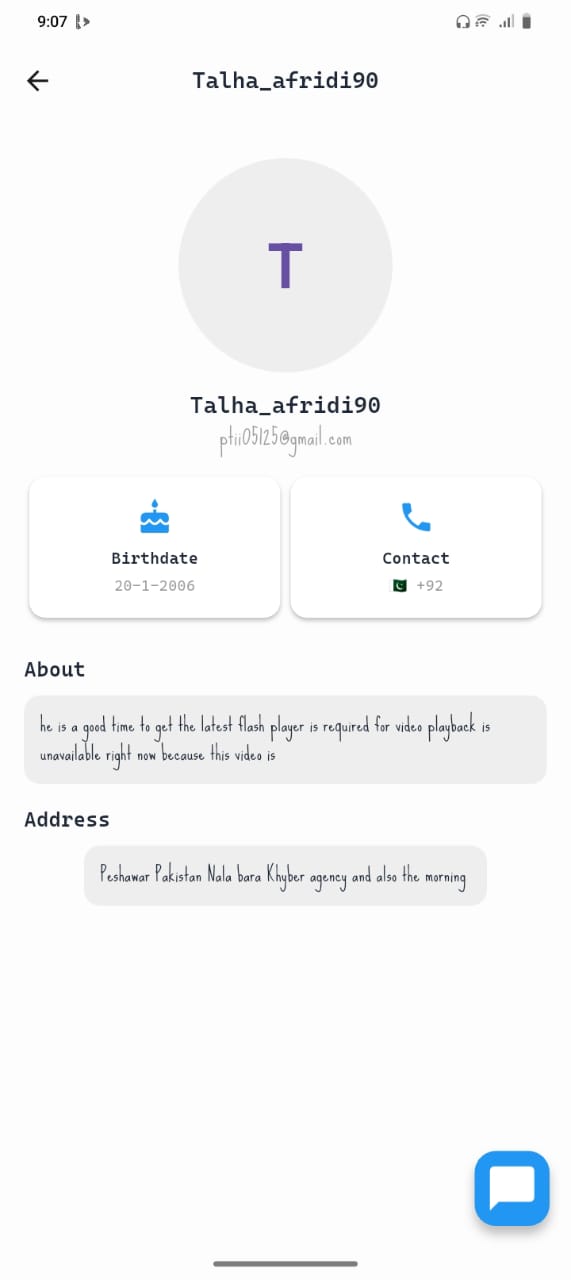 9:07
Talha_afridi90
T
Talha_afridi90
ptii05125@gmail.com
Birthdate
20-1-2006
Contact
🇵🇰 +92
About
he is a good time to get the latest flash player is required for video playback is
unavailable right now because this video is
Address
Peshawar Pakistan Nala bara Khyber agency and also the morning